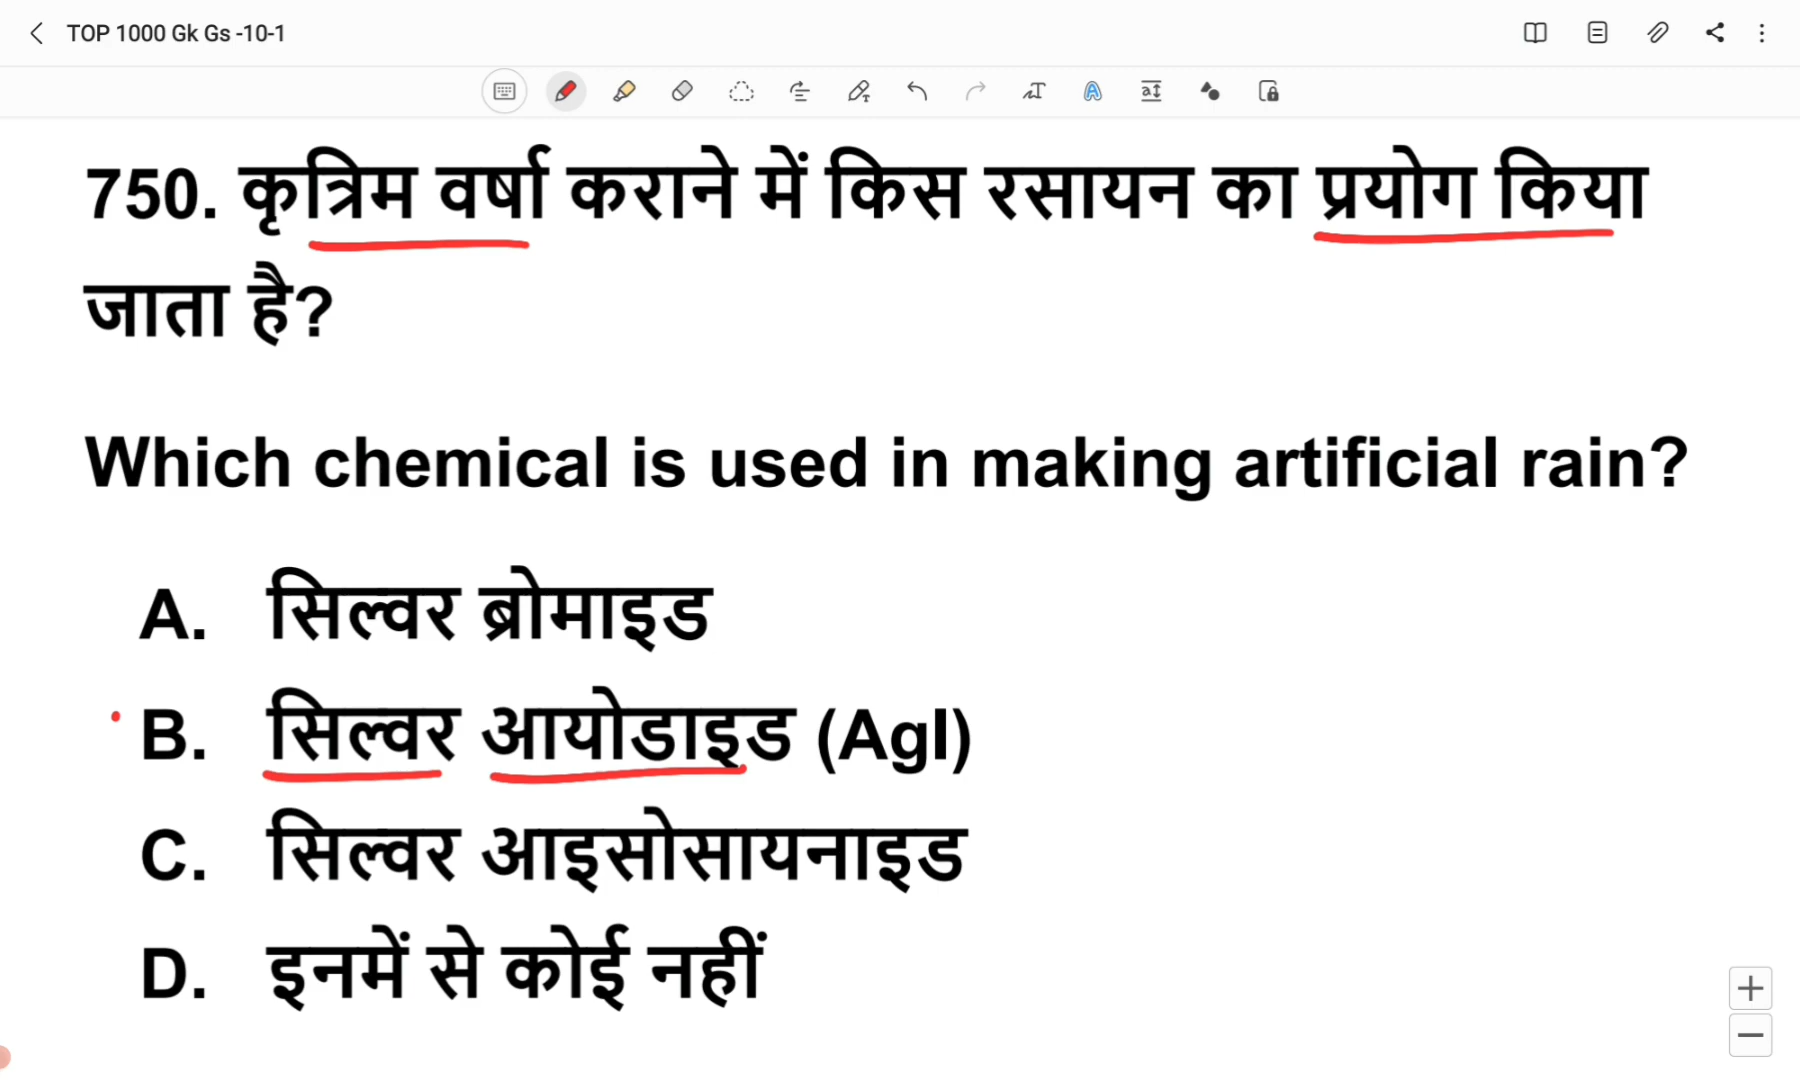 TOP 1000 Gk Gs -10-1
750. कृत्रिम वर्षा कराने में किस रसायन का प्रयोग किया
जाता है?
Which chemical is used in making artificial rain?
A. सिल्वर ब्रोमाइड
B. सिल्वर आयोडाइड (AgI)
C. सिल्वर आइसोसायनाइड
D. इनमें से कोई नहीं